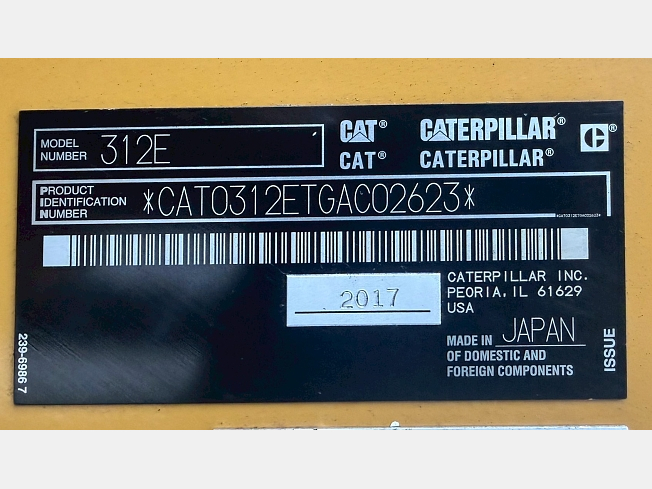 MODEL NUMBER 312E
CAT® CATERPILLAR® C®
CAT® CATERPILLAR®
PRODUCT IDENTIFICATION NUMBER *CAT0312ETGAC02623*
*CAT0312ETGAC02623*
2017
CATERPILLAR INC.
PEORIA, IL 61629
USA
MADE IN JAPAN
OF DOMESTIC AND
FOREIGN COMPONENTS
239-6986 7
ISSUE